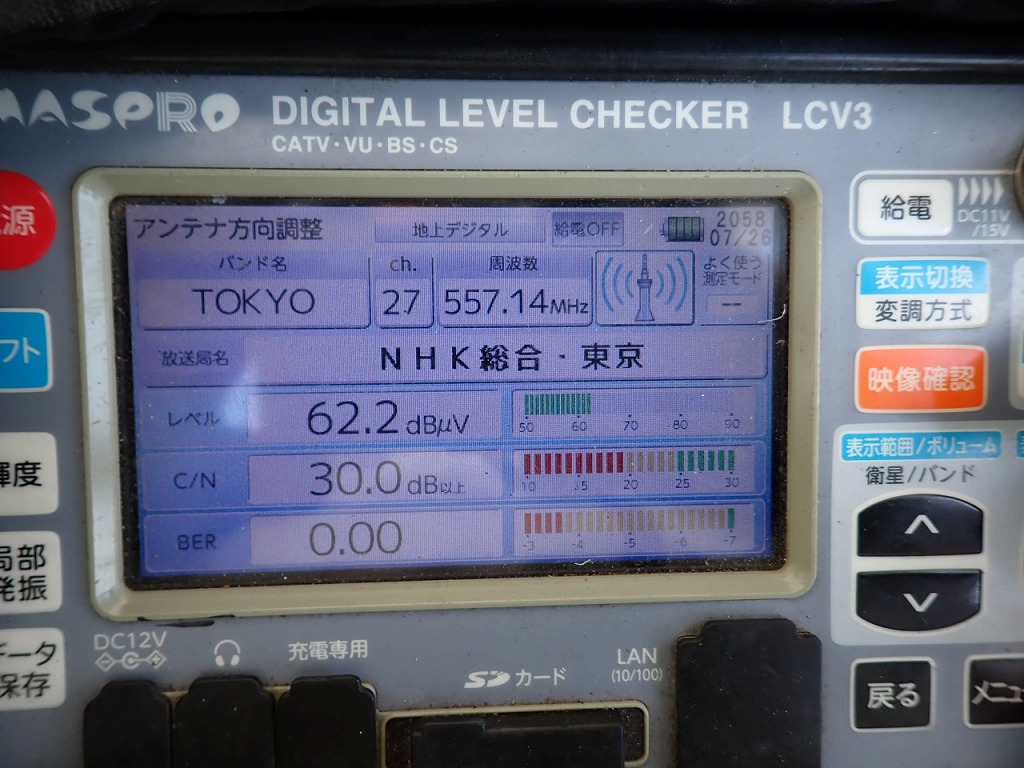 MASPRO DIGITAL LEVEL CHECKER LCV3
CATV・VU・BS・CS
アンテナ方向調整 地上デジタル 給電OFF 2058
07/26
バンド名 ch. 周波数 よく使う
測定モード
TOKYO 27 557.14MHz --
放送局名 NHK総合・東京
レベル 62.2 dBμV
50 60 70 80 90
C/N 30.0 dB以上
10 15 20 25 30
BER 0.00
-3 -4 -5 -6 -7
源
フト
輝度
局部
発振
データ
保存
給電 DC11V
/15V
表示切換
変調方式
映像確認
表示範囲/ボリューム
衛星/バンド
戻る メニュ
DC12V 充電専用
SDカード
LAN
(10/100)